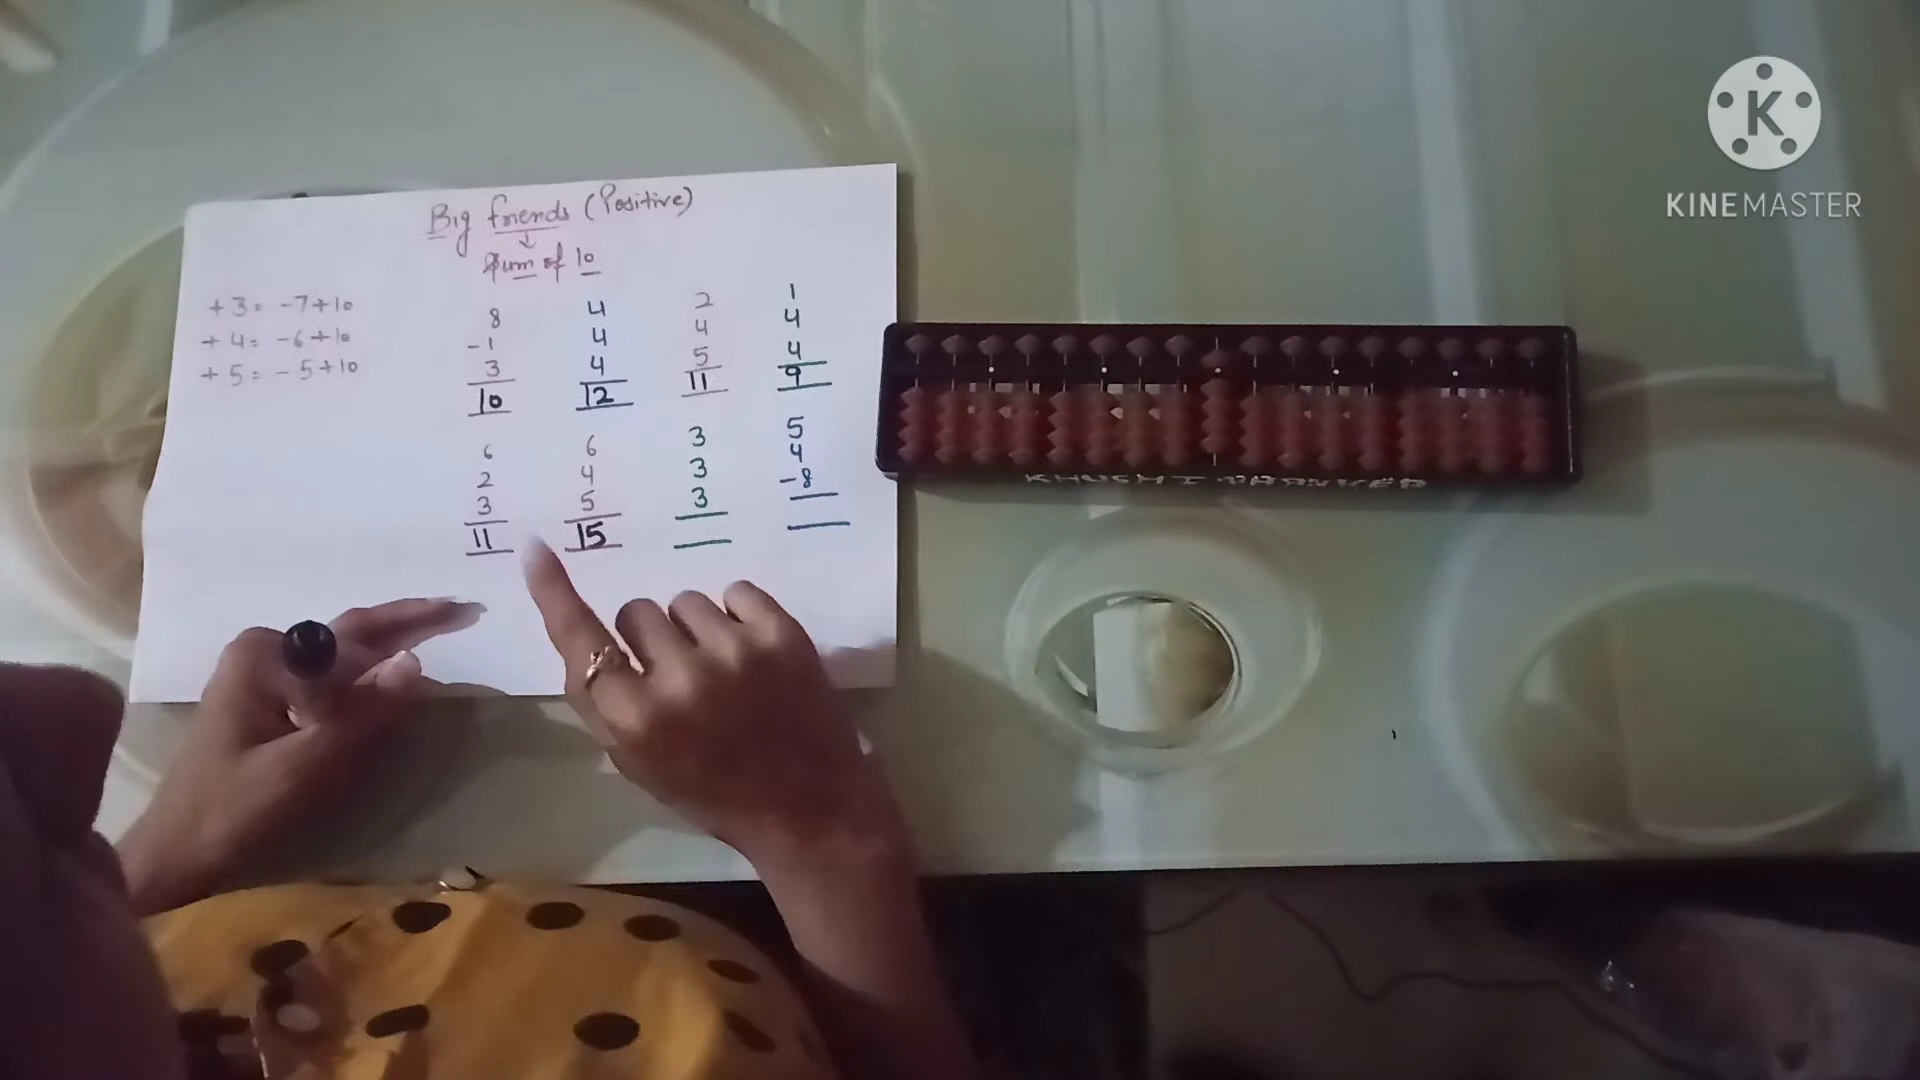 Big friends (Positive)
↓
Sum of 10
+3= -7+10
+4= -6+10
+5= -5+10
8 4 2 1
-1 4 4 4
3 4 5 4
10 12 11 9
6 6 3 5
2 4 3 4
3 5 3 -8
11 15
K
KINEMASTER